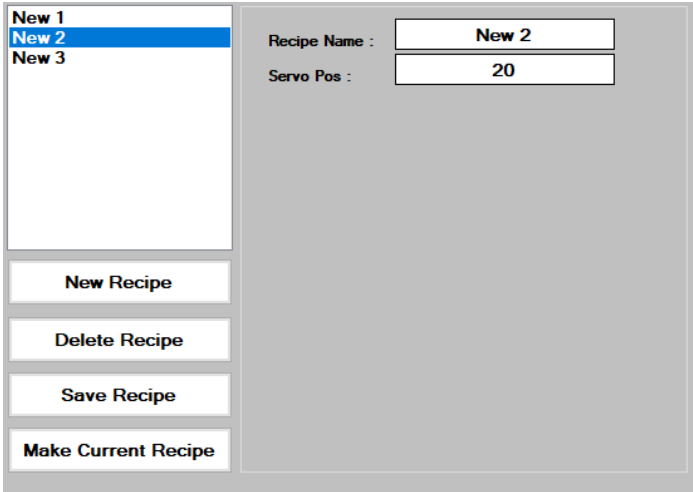 New 1
New 2
New 3
Recipe Name :
New 2
Servo Pos :
20
New Recipe
Delete Recipe
Save Recipe
Make Current Recipe